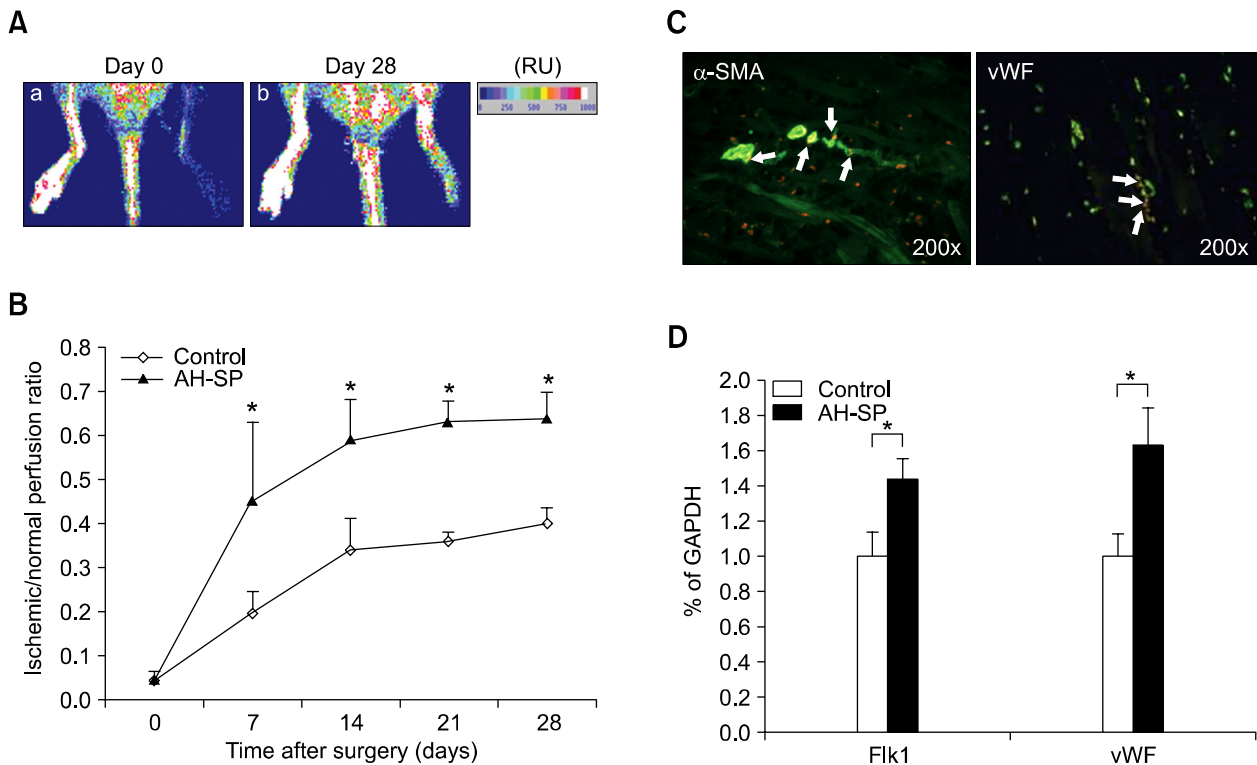 A
Day 0
Day 28
(RU)
a
b
0 250 500 750 1000
B
Ischemic/normal perfusion ratio
0.8
0.7
0.6
0.5
0.4
0.3
0.2
0.1
0.0
Control
AH-SP
*
*
*
*
0 7 14 21 28
Time after surgery (days)
C
α-SMA
200x
vWF
200x
D
% of GAPDH
2.0
1.8
1.6
1.4
1.2
1.0
0.8
0.6
0.4
0.2
0.0
Control
AH-SP
*
*
Flk1
vWF